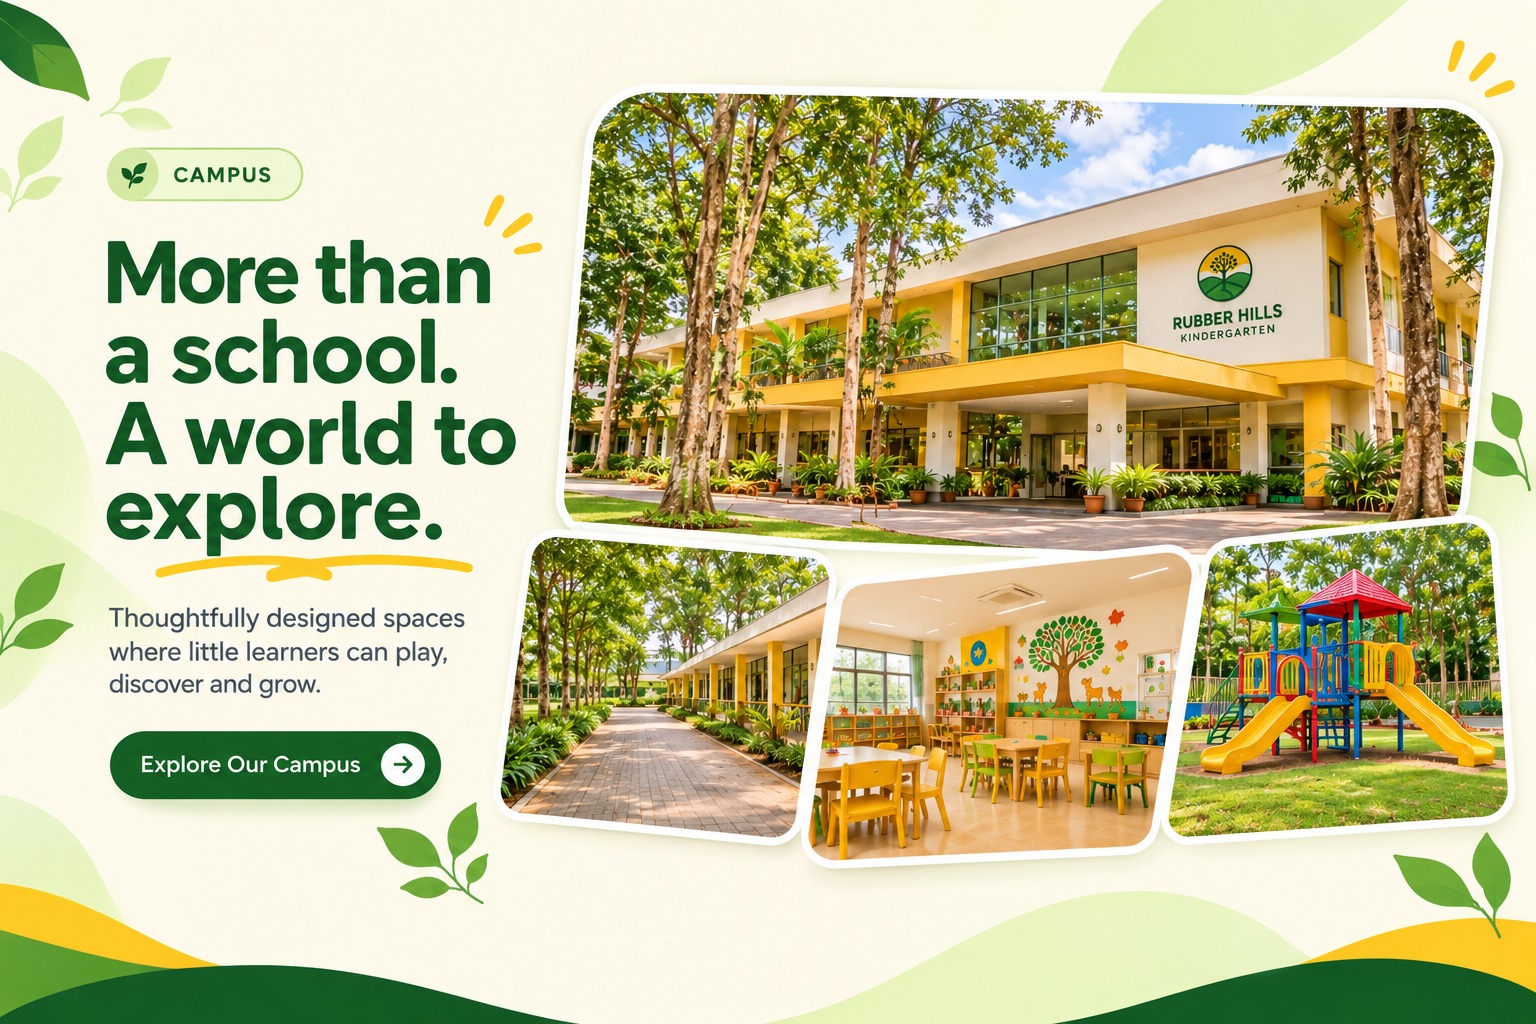 CAMPUS
More than
a school.
A world to
explore.
Thoughtfully designed spaces
where little learners can play,
discover and grow.
Explore Our Campus
RUBBER HILLS
KINDERGARTEN